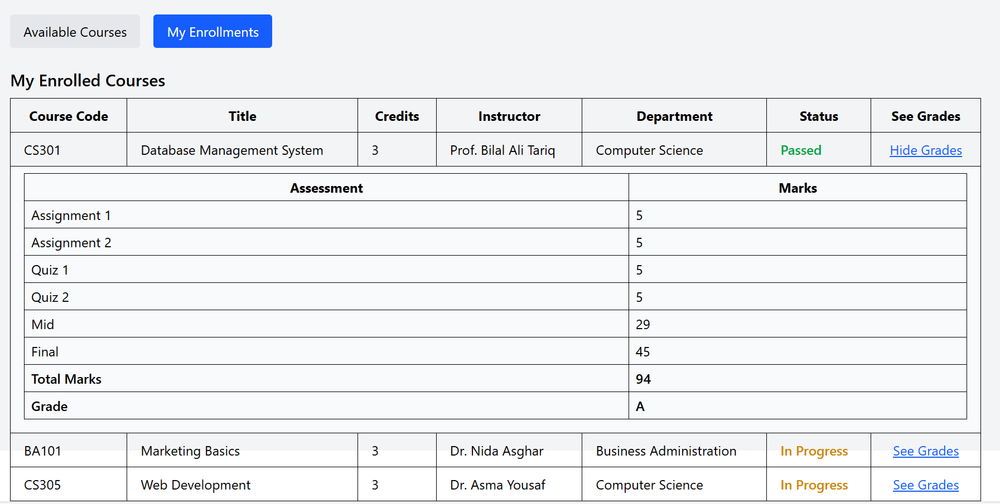 Available Courses My Enrollments
My Enrolled Courses
Course Code Title Credits Instructor Department Status See Grades
CS301 Database Management System 3 Prof. Bilal Ali Tariq Computer Science Passed Hide Grades
Assessment Marks
Assignment 1 5
Assignment 2 5
Quiz 1 5
Quiz 2 5
Mid 29
Final 45
Total Marks 94
Grade A
BA101 Marketing Basics 3 Dr. Nida Asghar Business Administration In Progress See Grades
CS305 Web Development 3 Dr. Asma Yousaf Computer Science In Progress See Grades